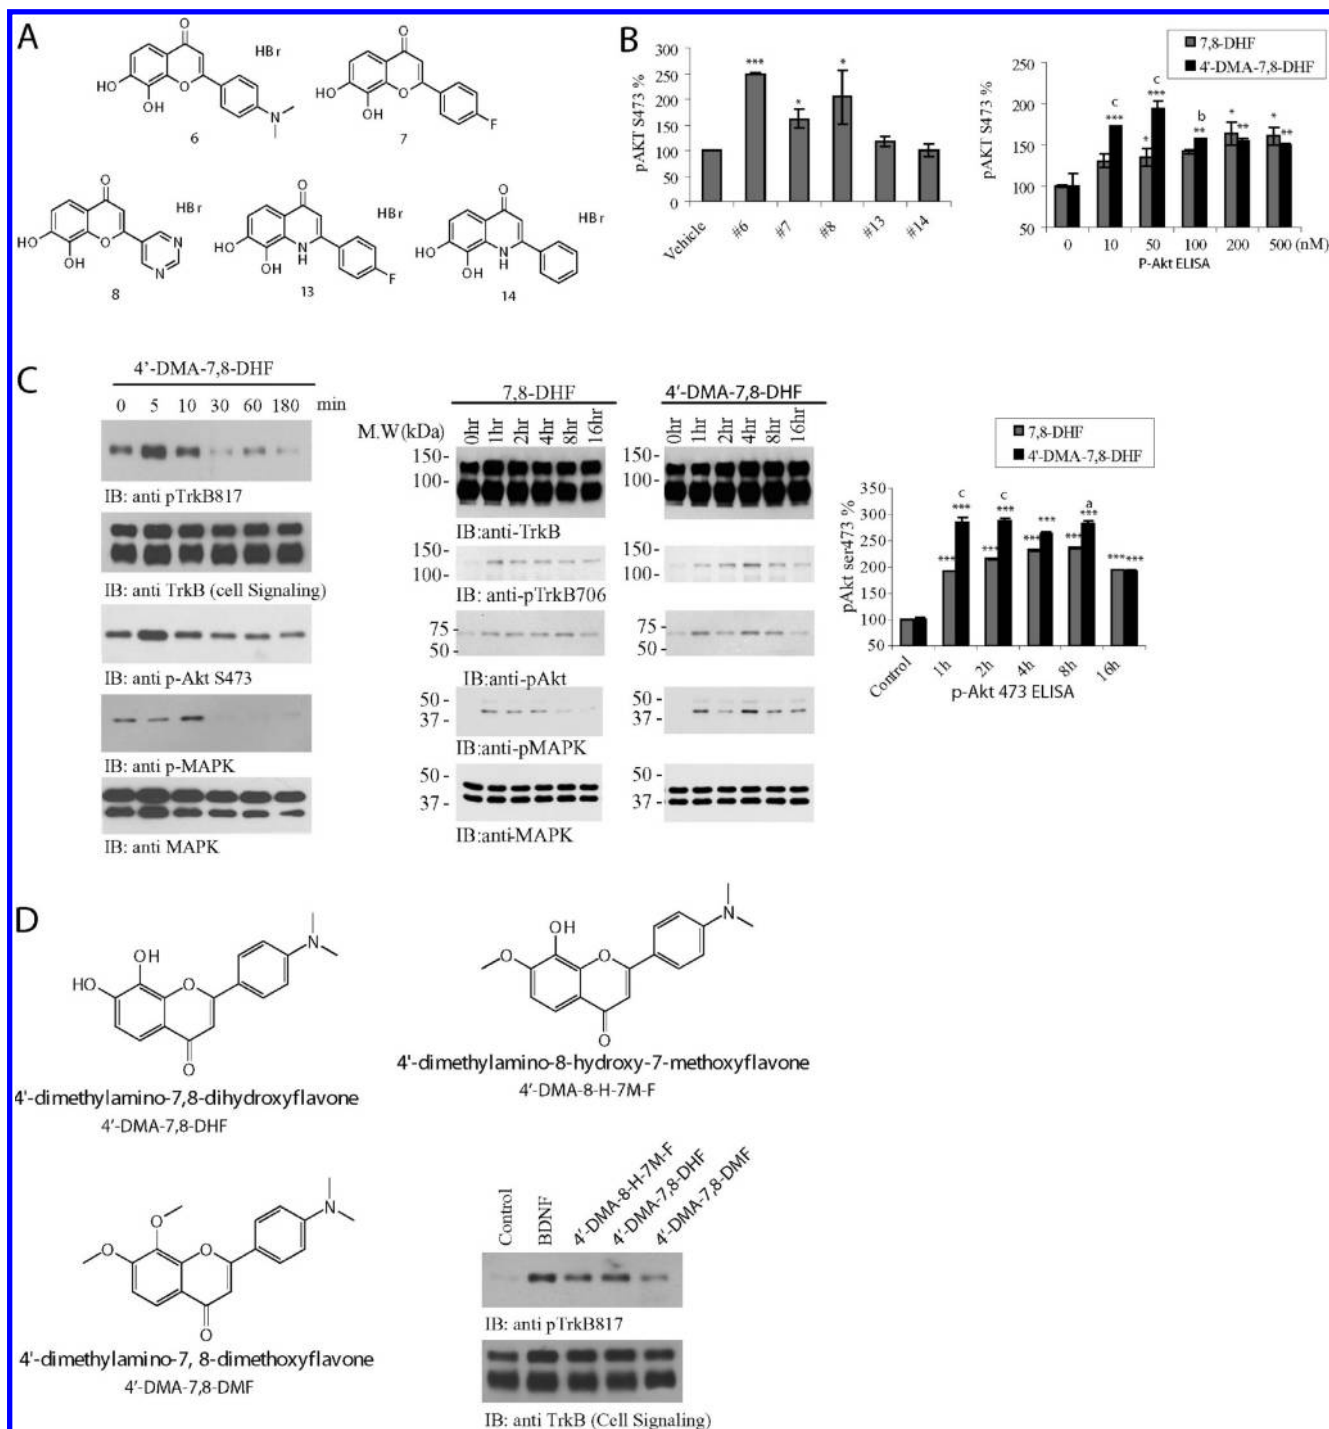 A
O
HBr
HO
O
OH
N
6
O
HO
O
OH
F
7
O
HBr
HO
O
OH
N
N
8
O
HBr
HO
N
H
OH
F
13
O
HBr
HO
N
H
OH
14
B
pAKT S473 %
300
250
200
150
100
50
0
***
*
*
Vehicle
#6
#7
#8
#13
#14
7,8-DHF
4'-DMA-7,8-DHF
pAKT S473 %
250
200
150
100
50
c
***
c
***
*
b
**
*
**
*
**
0 10 50 100 200 500 (nM)
P-Akt ELISA
C
4'-DMA-7,8-DHF
0 5 10 30 60 180 min
IB: anti pTrkB817
IB: anti TrkB (cell Signaling)
IB: anti p-Akt S473
IB: anti p-MAPK
IB: anti MAPK
7,8-DHF
4'-DMA-7,8-DHF
M.W(kDa)
0hr 1hr 2hr 4hr 8hr 16hr
0hr 1hr 2hr 4hr 8hr 16hr
150 - 150 -
100 - 100 -
IB:anti-TrkB
150 - 150 -
100 - 100 -
IB: anti-pTrkB706
75 - 75 -
50 - 50 -
IB:anti-pAkt
50 - 50 -
37 - 37 -
IB:anti-pMAPK
50 - 50 -
37 - 37 -
IB:anti-MAPK
7,8-DHF
4'-DMA-7,8-DHF
pAkt ser473 %
350
300
250
200
150
100
50
c
***
***
c
***
***
***
***
a
***
***
******
Control
1h
2h
4h
8h
16h
p-Akt 473 ELISA
D
OH
HO
O
N
O
4'-dimethylamino-7,8-dihydroxyflavone
4'-DMA-7,8-DHF
OH
O
O
N
O
4'-dimethylamino-8-hydroxy-7-methoxyflavone
4'-DMA-8-H-7M-F
O
O
O
N
O
4'-dimethylamino-7, 8-dimethoxyflavone
4'-DMA-7,8-DMF
Control
BDNF
4'-DMA-8-H-7M-F
4'-DMA-7,8-DHF
4'-DMA-7,8-DMF
IB: anti pTrkB817
IB: anti TrkB (Cell Signaling)